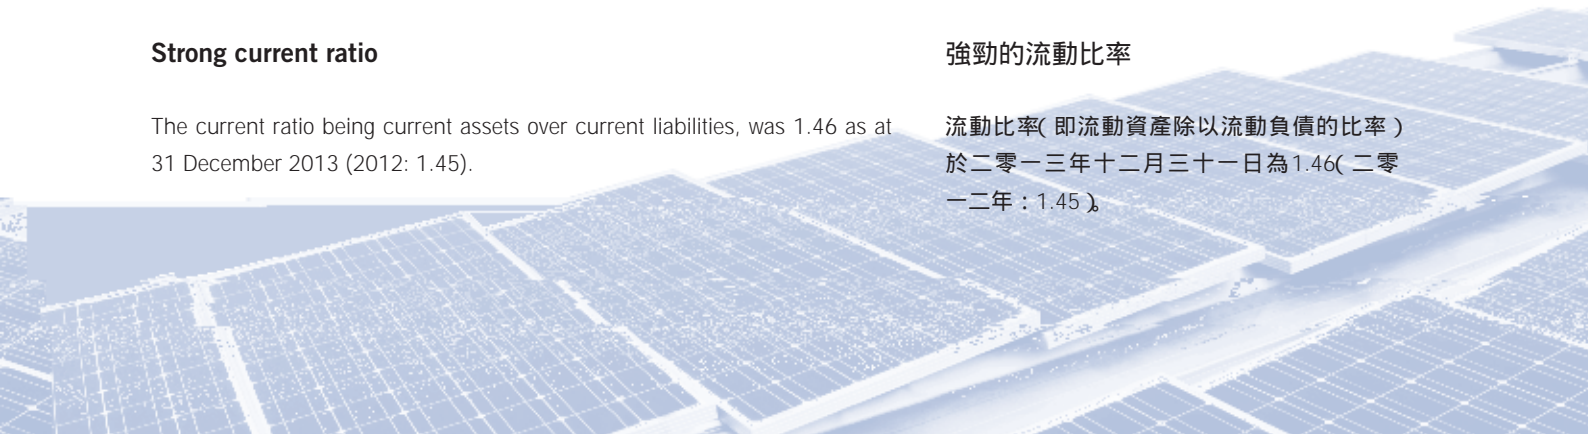 Strong current ratio
The current ratio being current assets over current liabilities, was 1.46 as at
31 December 2013 (2012: 1.45).
強勁的流動比率
流動比率(即流動資產除以流動負債的比率)
於二零一三年十二月三十一日為1.46(二零
一二年：1.45)。